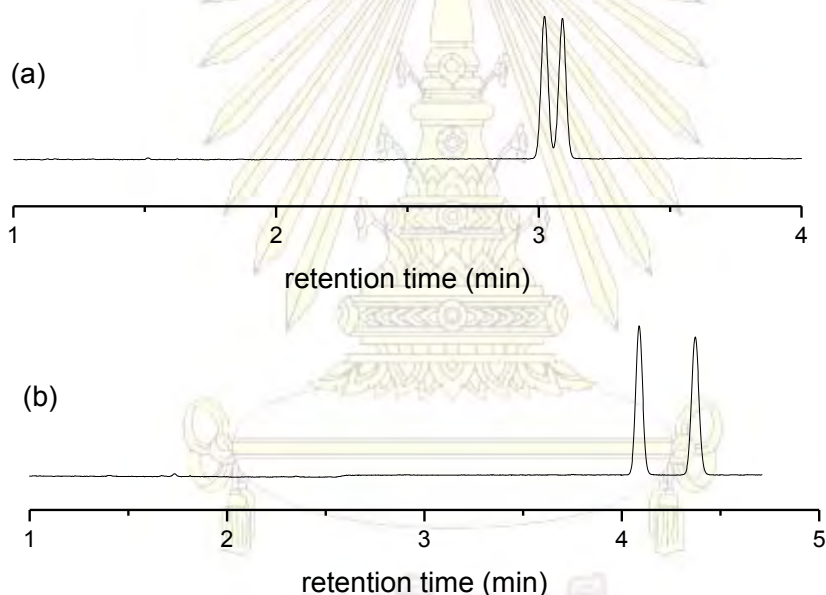 (a)
1 2 3 4
retention time (min)
(b)
1 2 3 4 5
retention time (min)